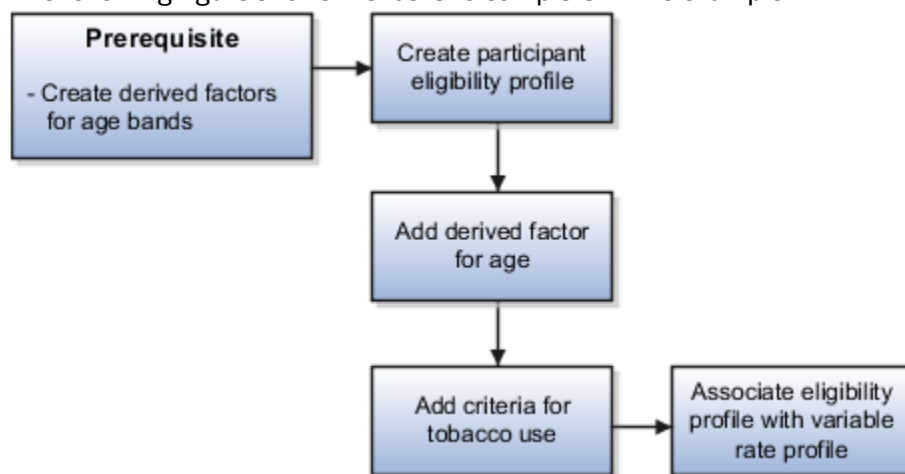 Prerequisite
- Create derived factors
for age bands
Create participant
eligibility profile
Add derived factor
for age
Add criteria for
tobacco use
Associate eligibility
profile with variable
rate profile